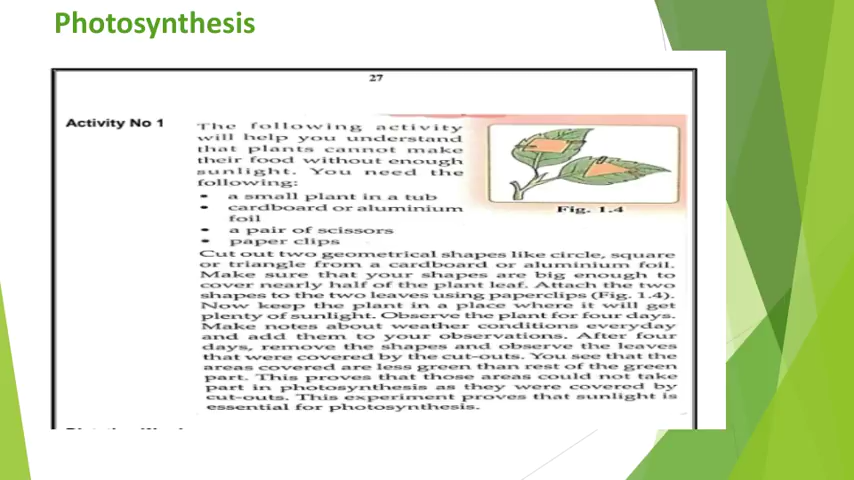 Photosynthesis
27
Activity No 1
The following activity
will help you understand
that plants cannot make
their food without enough
sunlight. You need the
following:
• a small plant in a tub
• cardboard or aluminium
foil
• a pair of scissors
• paper clips
Fig. 1.4
Cut out two geometrical shapes like circle, square
or triangle from a cardboard or aluminium foil.
Make sure that your shapes are big enough to
cover nearly half of the plant leaf. Attach the two
shapes to the two leaves using paperclips (Fig. 1.4).
Now keep the plant in a place where it will get
plenty of sunlight. Observe the plant for four days.
Make notes about weather conditions everyday
and add them to your observations. After four
days, remove the shapes and observe the leaves
that were covered by the cut-outs. You see that the
areas covered are less green than rest of the green
part. This proves that those areas could not take
part in photosynthesis as they were covered by
cut-outs. This experiment proves that sunlight is
essential for photosynthesis.